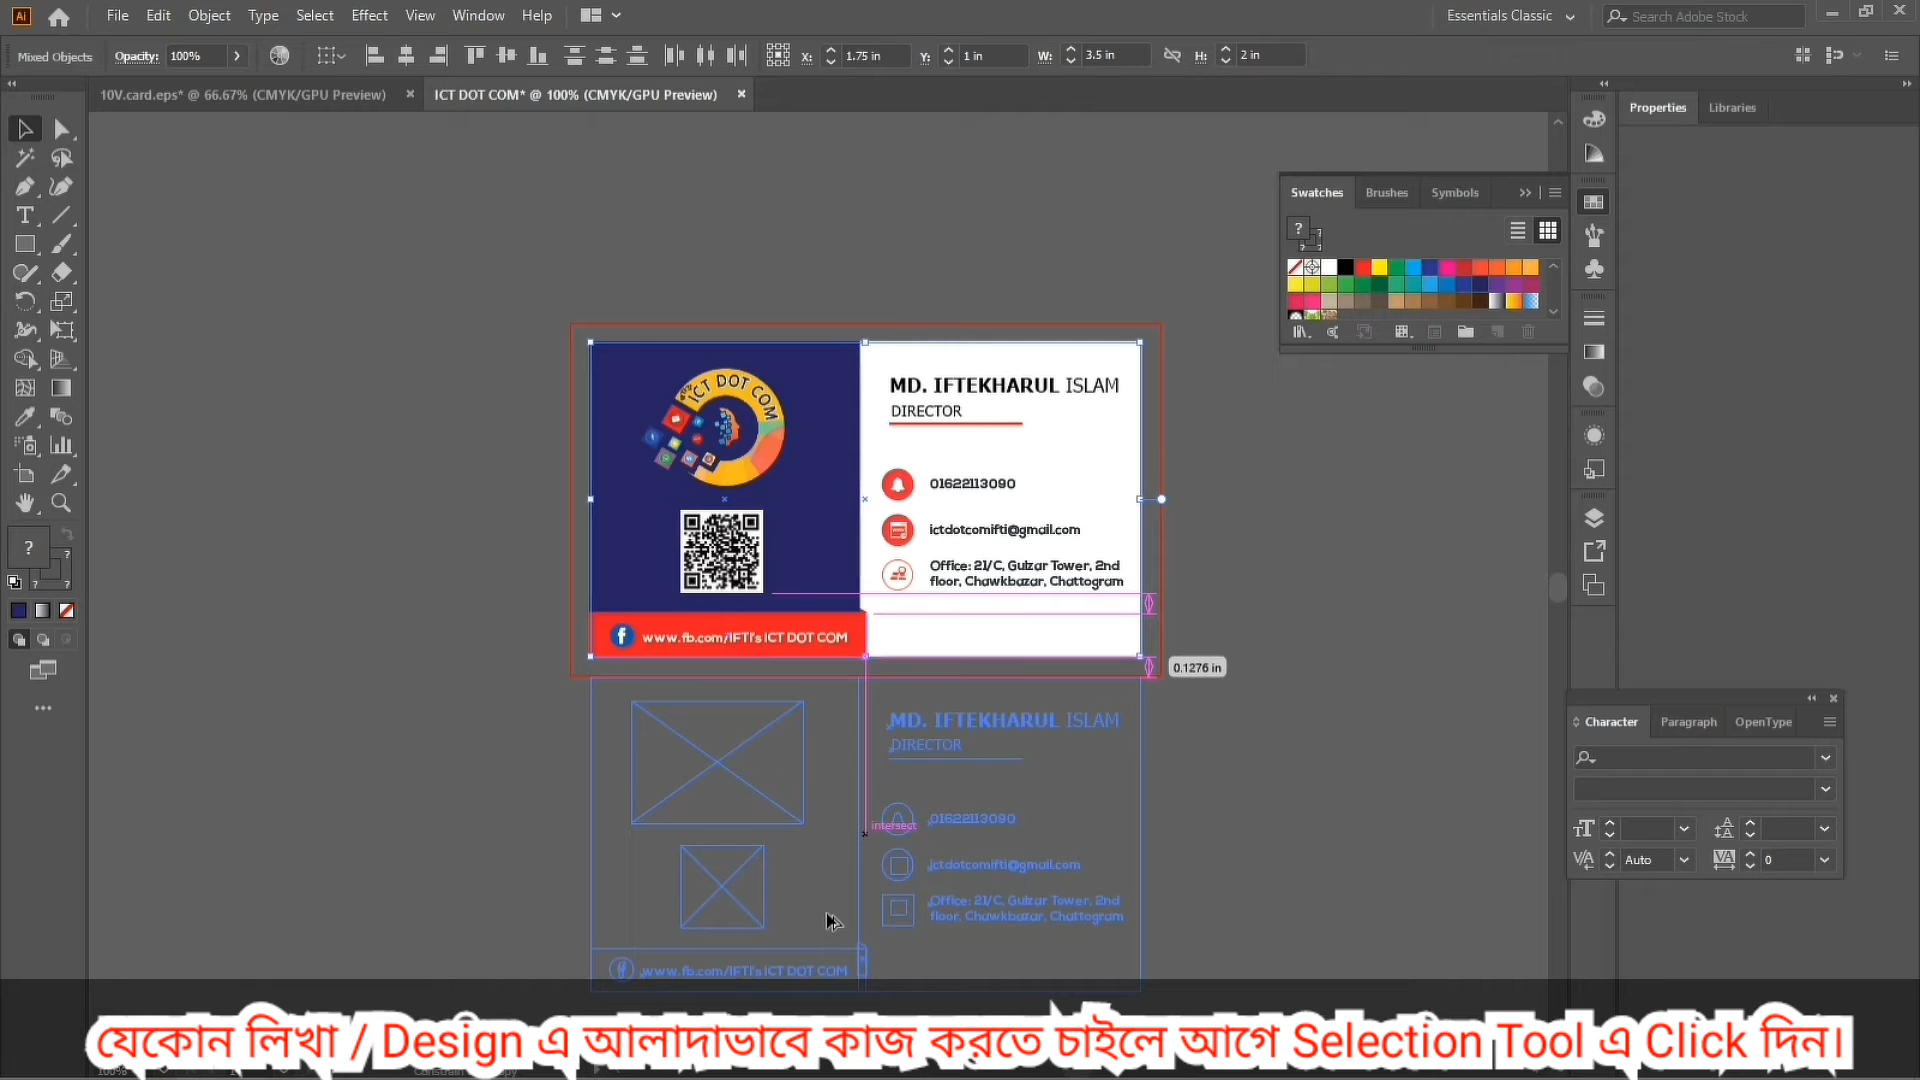 Ai File Edit Object Type Select Effect View Window Help Essentials Classic Search Adobe Stock
Mixed Objects Opacity: 100% X: 1.75 in Y: 1 in W: 3.5 in H: 2 in
10V.card.eps* @ 66.67% (CMYK/GPU Preview) ICT DOT COM* @ 100% (CMYK/GPU Preview)
Properties Libraries
Swatches Brushes Symbols
ICT DOT COM
MD. IFTEKHARUL ISLAM
DIRECTOR
01622113090
ictdotcomifti@gmail.com
Office: 21/C, Gulzar Tower, 2nd
floor, Chawkbazar, Chattogram
www.fb.com/IFTI's ICT DOT COM
0.1276 in
MD. IFTEKHARUL ISLAM
DIRECTOR
intersect
01622113090
ictdotcomifti@gmail.com
Office: 21/C, Gulzar Tower, 2nd
floor, Chawkbazar, Chattogram
www.fb.com/IFTI's ICT DOT COM
Character Paragraph OpenType
Auto 0
যেকোন লিখা / Design এ আলাদাভাবে কাজ করতে চাইলে আগে Selection Tool এ Click দিন।